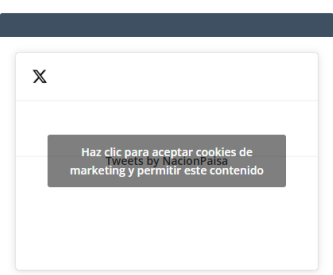 Haz clic para aceptar cookies de
Tweets by NacionPaisa
marketing y permitir este contenido